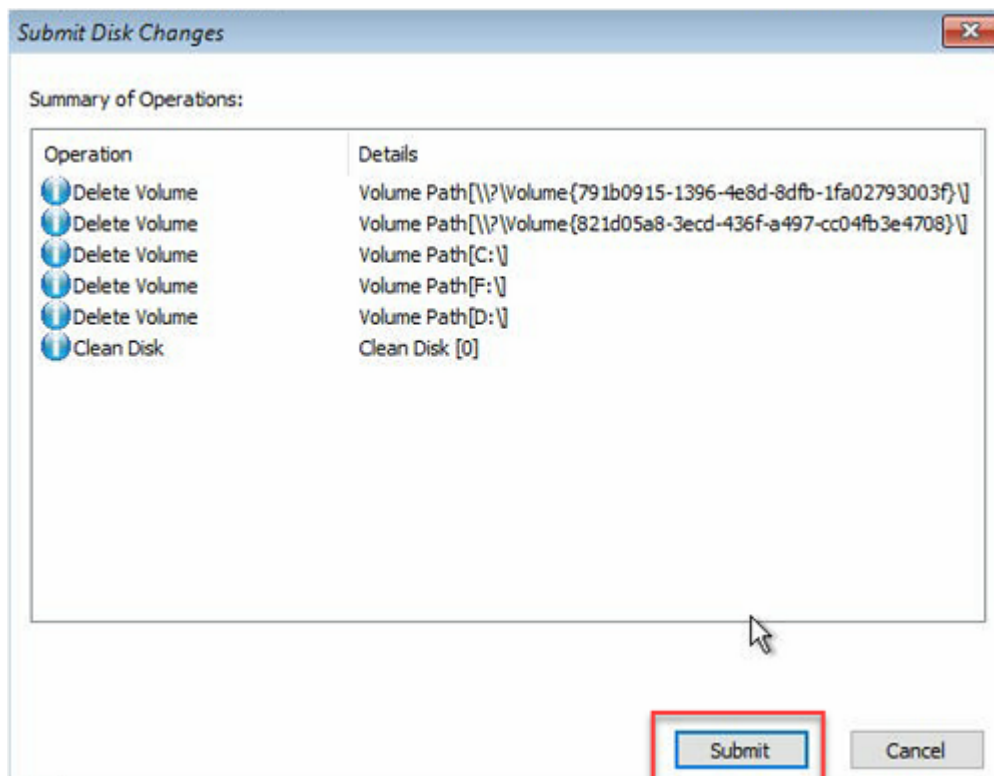 Submit Disk Changes
Summary of Operations:
Operation Details
Delete Volume Volume Path[\\?\Volume{791b0915-1396-4e8d-8dfb-1fa02793003f}\]
Delete Volume Volume Path[\\?\Volume{821d05a8-3ecd-436f-a497-cc04fb3e4708}\]
Delete Volume Volume Path[C:\]
Delete Volume Volume Path[F:\]
Delete Volume Volume Path[D:\]
Clean Disk Clean Disk [0]
Submit Cancel